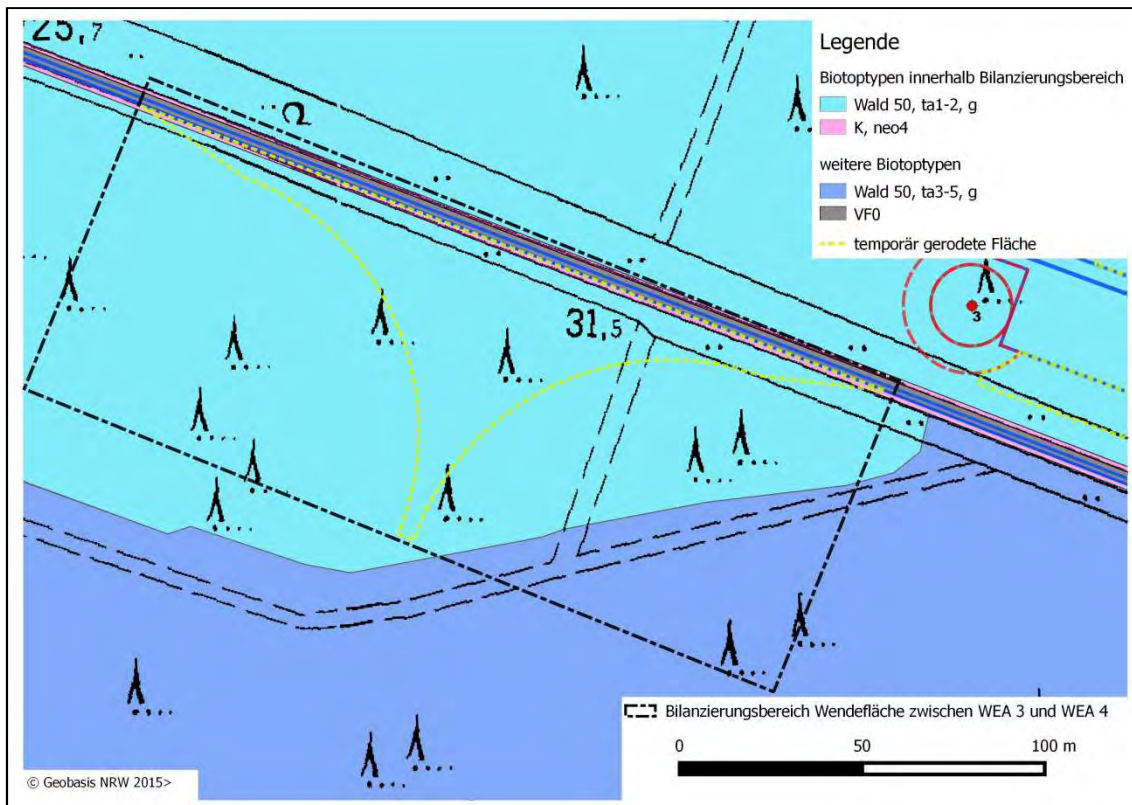 25,7
2
31,5
3
Legende
Biotoptypen innerhalb Bilanzierungsbereich
Wald 50, ta1-2, g
K, neo4
weitere Biotoptypen
Wald 50, ta3-5, g
VF0
temporär gerodete Fläche
Bilanzierungsbereich Wendefläche zwischen WEA 3 und WEA 4
0 50 100 m
© Geobasis NRW 2015>